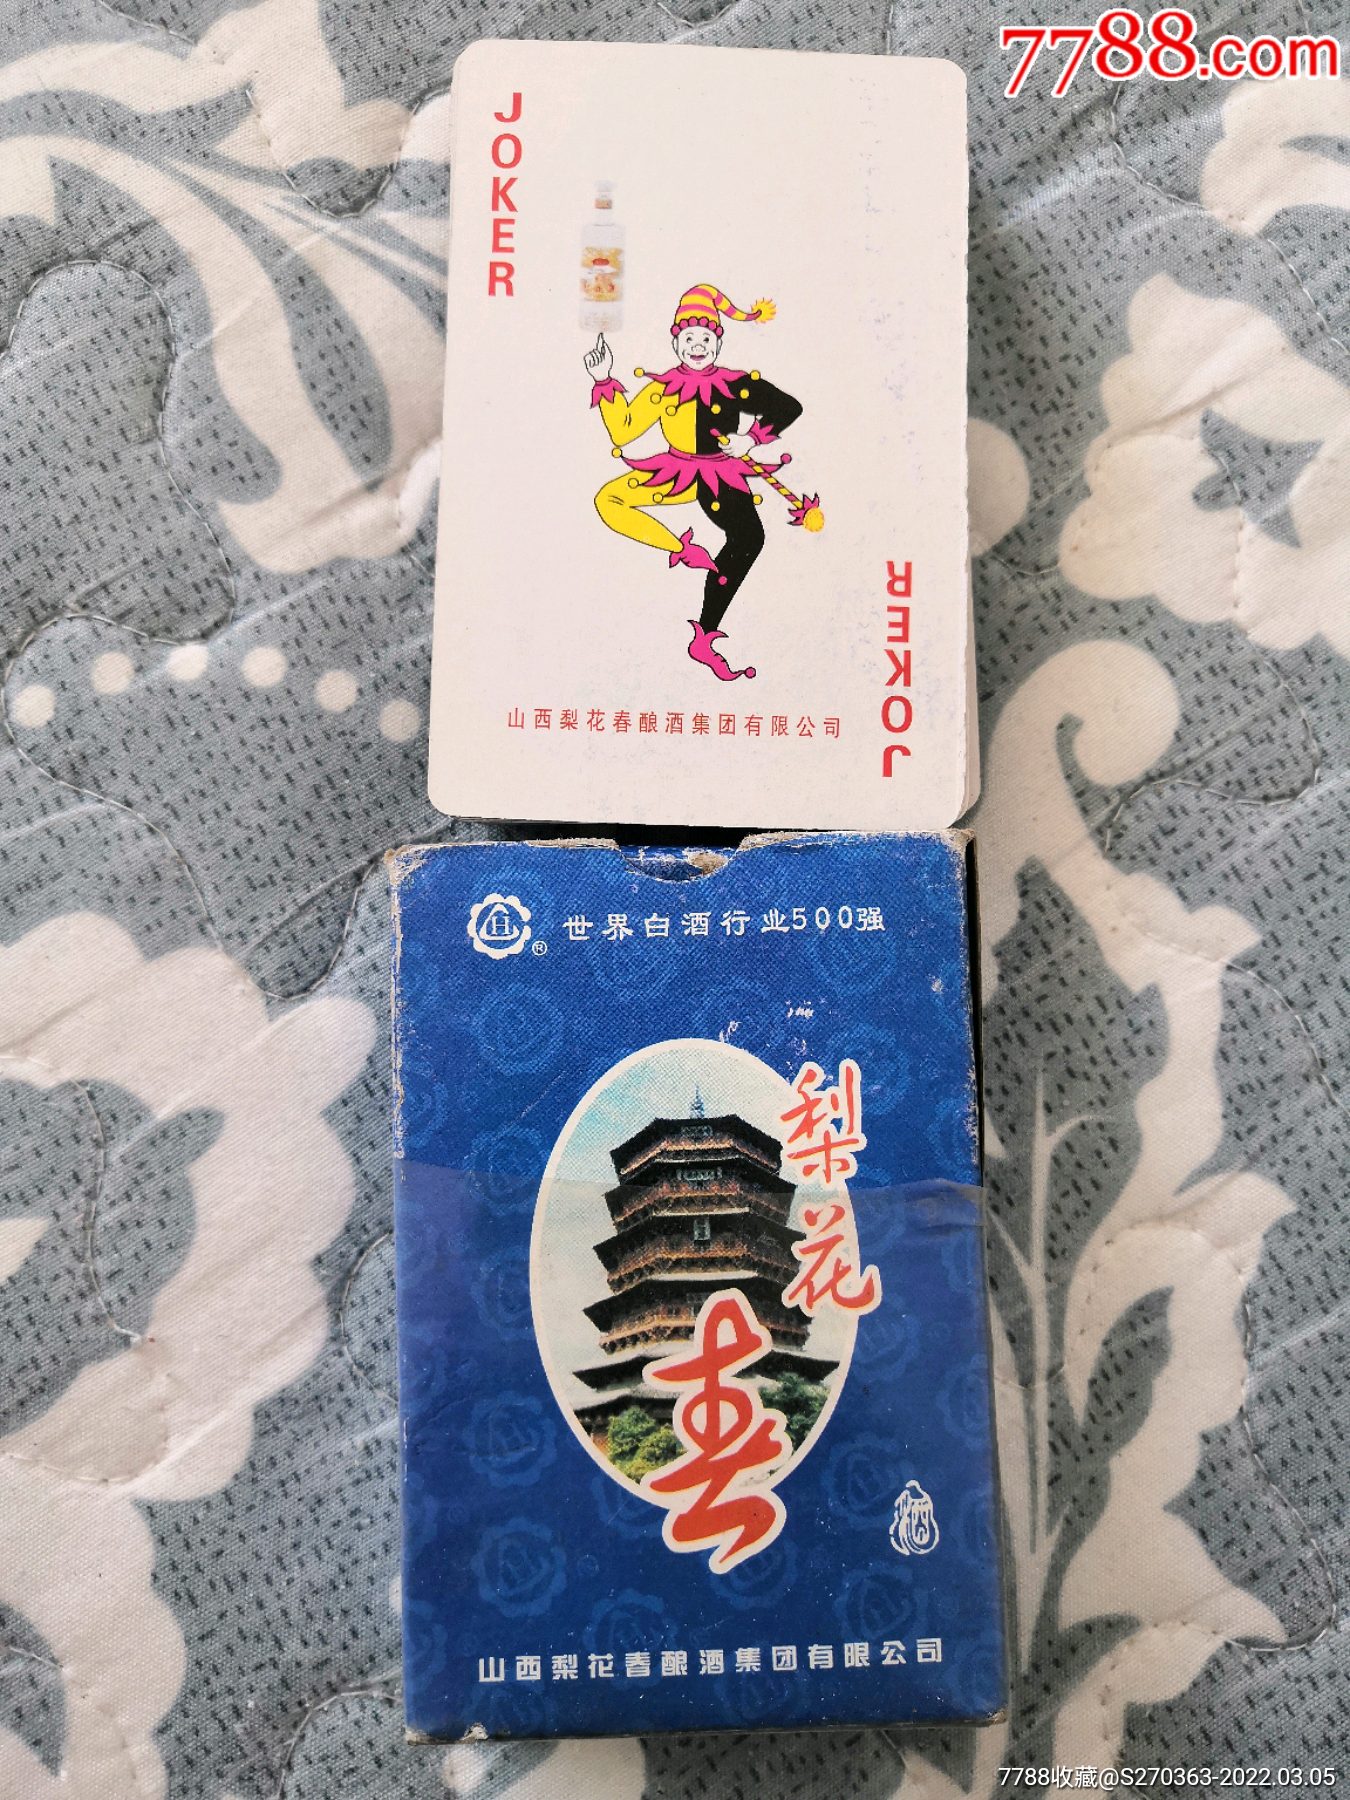 7788.com
JOKER
山西梨花春酿酒集团有限公司
JOKER
H
® 世界白酒行业500强
梨花春
酒
山西梨花春酿酒集团有限公司
7788收藏@S270363-2022.03.05